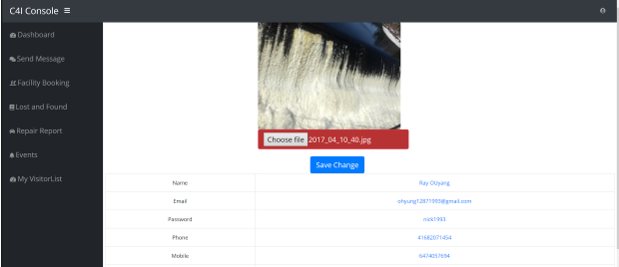 C4I Console
Dashboard
Send Message
Facility Booking
Lost and Found
Repair Report
Events
My VisitorList
Choose file 2017_04_10_40.jpg
Save Change
Name Ray OUyang
Email ohyung12871993@gmail.com
Password nick1993
Phone 41682071454
Mobile 6474057694